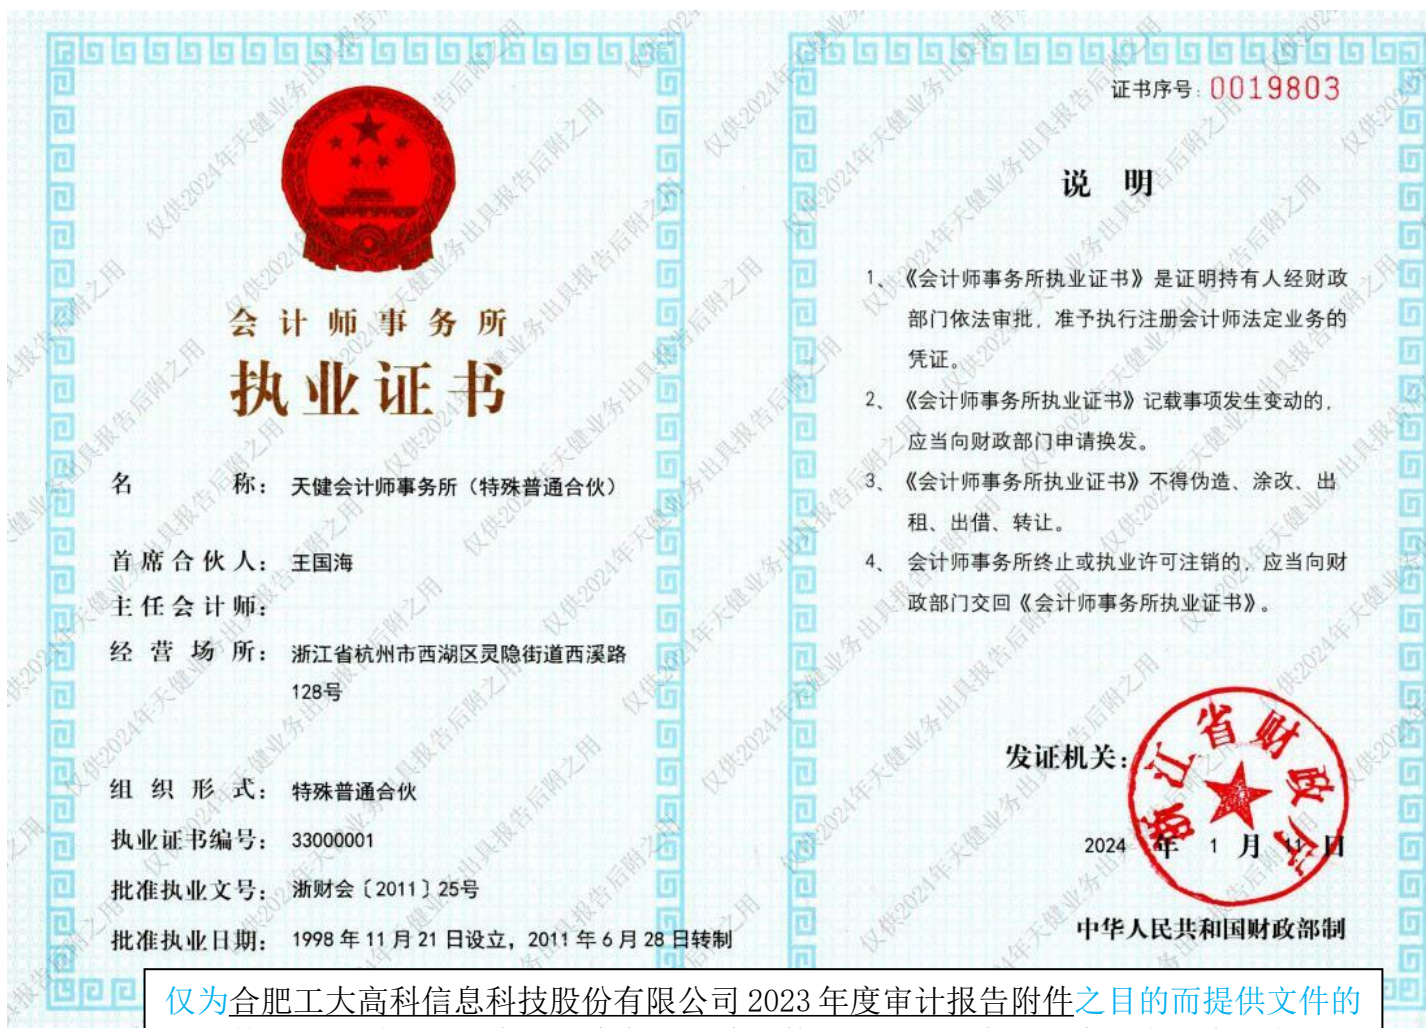 会计师事务所
执业证书
名 称： 天健会计师事务所（特殊普通合伙）
首席合伙人： 王国海
主任会计师：
经营场所： 浙江省杭州市西湖区灵隐街道西溪路
128号
组织形式： 特殊普通合伙
执业证书编号： 33000001
批准执业文号： 浙财会〔2011〕25号
批准执业日期： 1998年11月21日设立，2011年6月28日转制
证书序号：0019803
说 明
1、《会计师事务所执业证书》是证明持有人经财政
部门依法审批，准予执行注册会计师法定业务的
凭证。
2、《会计师事务所执业证书》记载事项发生变动的，
应当向财政部门申请换发。
3、《会计师事务所执业证书》不得伪造、涂改、出
租、出借、转让。
4、 会计师事务所终止或执业许可注销的，应当向财
政部门交回《会计师事务所执业证书》。
发证机关：
浙江省财政厅
2024 年 1 月 11 日
中华人民共和国财政部制
仅为合肥工大高科信息科技股份有限公司 2023 年度审计报告附件之目的而提供文件的
仅供2024年天健业务出具报告后附之用